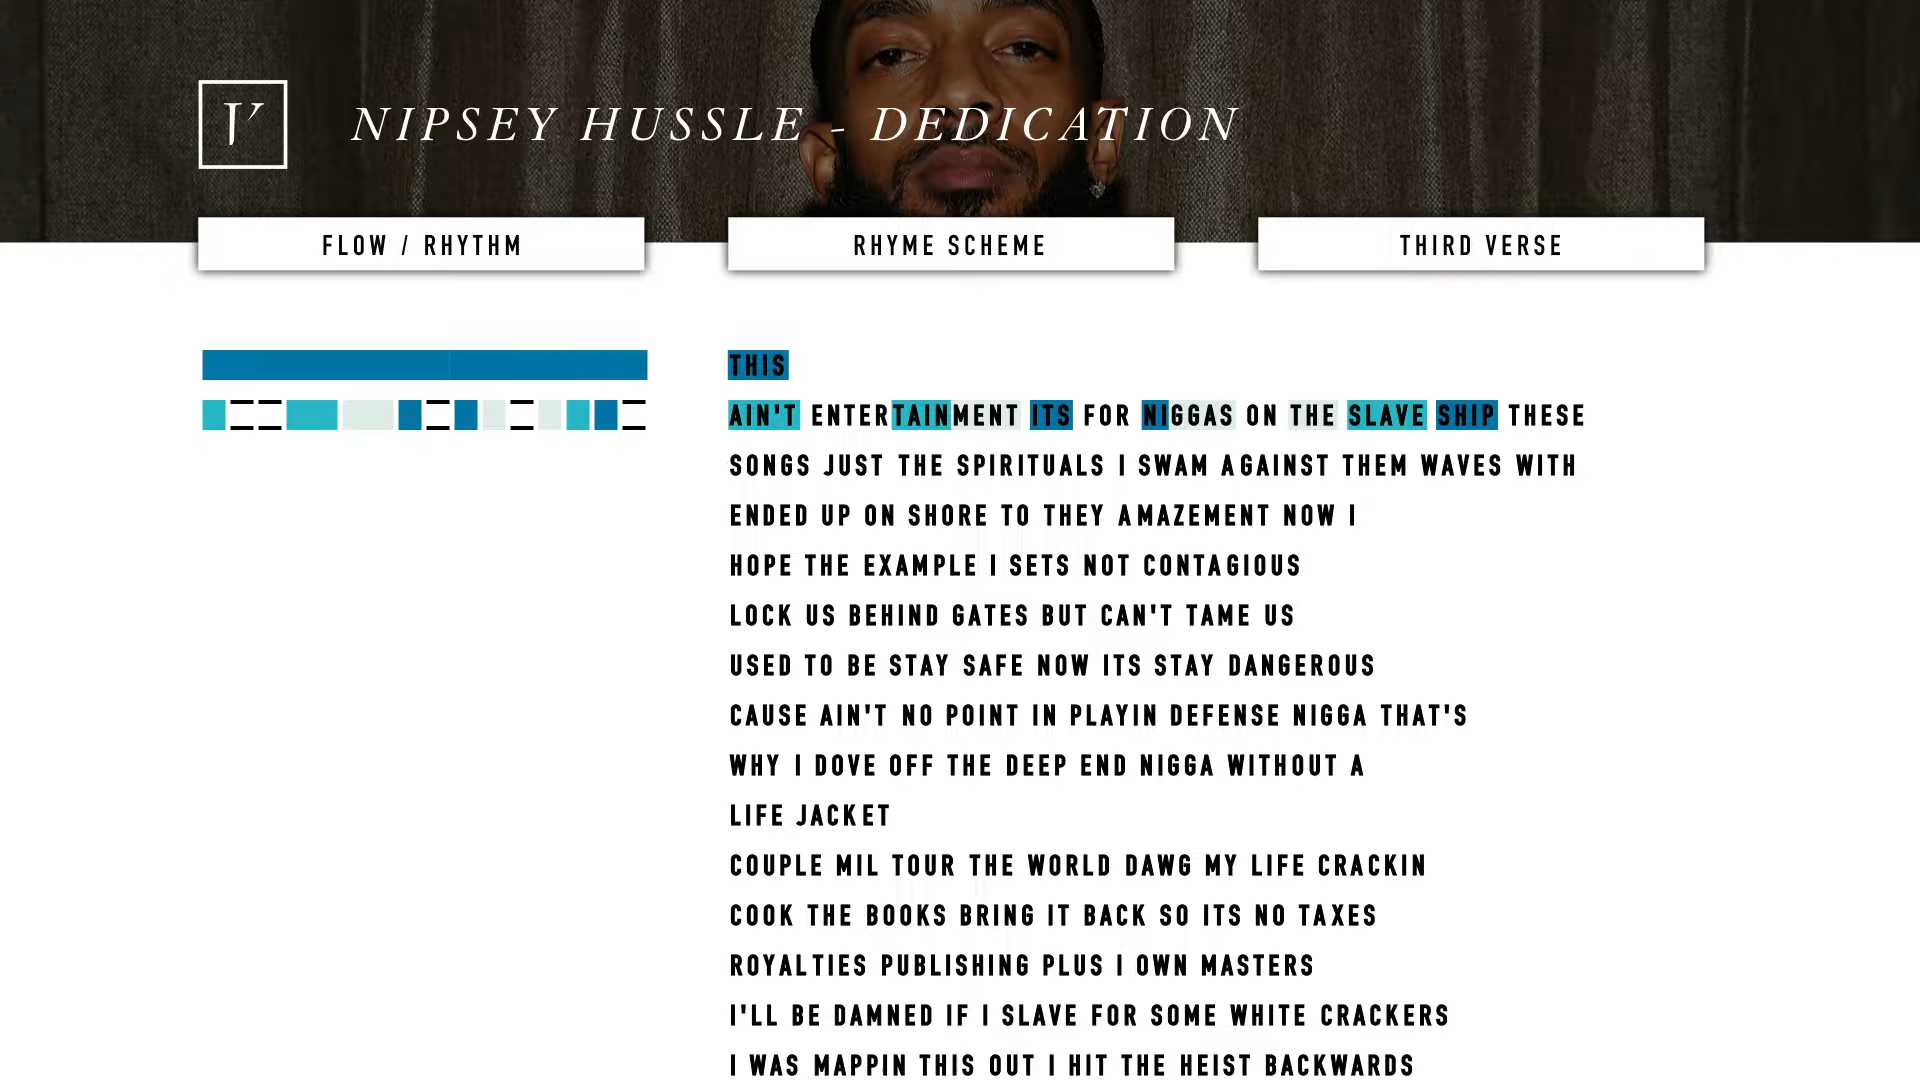 V
NIPSEY HUSSLE - DEDICATION
FLOW / RHYTHM
RHYME SCHEME
THIRD VERSE
THIS
AIN'T ENTERTAINMENT ITS FOR NIGGAS ON THE SLAVE SHIP THESE
SONGS JUST THE SPIRITUALS I SWAM AGAINST THEM WAVES WITH
ENDED UP ON SHORE TO THEY AMAZEMENT NOW I
HOPE THE EXAMPLE I SETS NOT CONTAGIOUS
LOCK US BEHIND GATES BUT CAN'T TAME US
USED TO BE STAY SAFE NOW ITS STAY DANGEROUS
CAUSE AIN'T NO POINT IN PLAYIN DEFENSE NIGGA THAT'S
WHY I DOVE OFF THE DEEP END NIGGA WITHOUT A
LIFE JACKET
COUPLE MIL TOUR THE WORLD DAWG MY LIFE CRACKIN
COOK THE BOOKS BRING IT BACK SO ITS NO TAXES
ROYALTIES PUBLISHING PLUS I OWN MASTERS
I'LL BE DAMNED IF I SLAVE FOR SOME WHITE CRACKERS
I WAS MAPPIN THIS OUT I HIT THE HEIST BACKWARDS